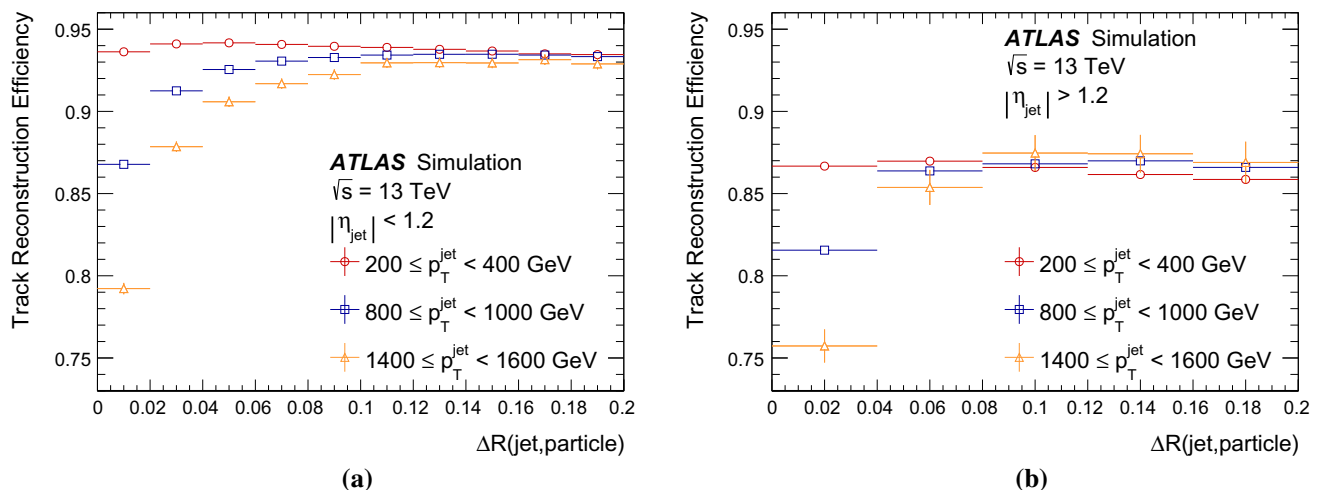 Track Reconstruction Efficiency
0.95
0.9
0.85
0.8
0.75
ATLAS Simulation
√s = 13 TeV
|η_jet| < 1.2
200 ≤ p_T^jet < 400 GeV
800 ≤ p_T^jet < 1000 GeV
1400 ≤ p_T^jet < 1600 GeV
0 0.02 0.04 0.06 0.08 0.1 0.12 0.14 0.16 0.18 0.2
ΔR(jet,particle)
(a)
Track Reconstruction Efficiency
0.95
0.9
0.85
0.8
0.75
ATLAS Simulation
√s = 13 TeV
|η_jet| > 1.2
200 ≤ p_T^jet < 400 GeV
800 ≤ p_T^jet < 1000 GeV
1400 ≤ p_T^jet < 1600 GeV
0 0.02 0.04 0.06 0.08 0.1 0.12 0.14 0.16 0.18 0.2
ΔR(jet,particle)
(b)